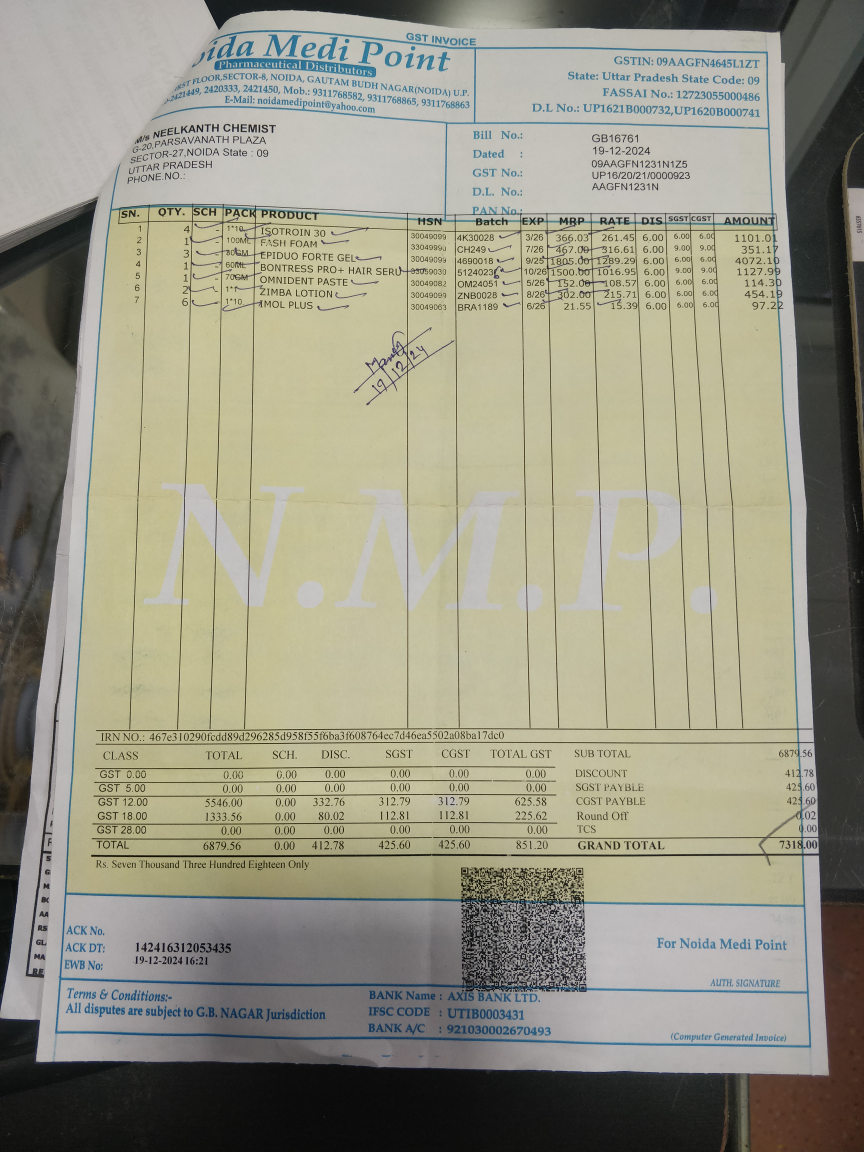 GST INVOICE
Noida Medi Point
Pharmaceutical Distributors
FLOOR,SECTOR-8, NOIDA, GAUTAM BUDH NAGAR(NOIDA) U.P.
2421449, 2420333, 2421450, Mob.: 9311768582, 9311768865, 9311768863
E-Mail: noidamedipoint@yahoo.com
GSTIN: 09AAGFN4645L1ZT
State: Uttar Pradesh State Code: 09
FASSAI No.: 12723055000486
D.L No.: UP1621B000732,UP1620B000741
M/s NEELKANTH CHEMIST
G-20,PARSAVANATH PLAZA
SECTOR-27,NOIDA State : 09
UTTAR PRADESH
PHONE.NO.:
Bill No.: GB16761
Dated : 19-12-2024
GST No.: 09AAGFN1231N1Z5
D.L. No.: UP16/20/21/0000923
PAN No.: AAGFN1231N
SN. QTY. SCH PACK PRODUCT HSN Batch EXP MRP RATE DIS SGST CGST AMOUNT
1 4 - 1*10 ISOTROIN 30 30049099 4K30028 3/26 366.03 261.45 6.00 6.00 6.00 1101.01
2 1 - 100ML FASH FOAM 33049990 CH249 7/26 467.00 316.61 6.00 9.00 9.00 351.17
3 3 - 30GM EPIDUO FORTE GEL 30049099 4690018 9/25 1805.00 1289.29 6.00 6.00 6.00 4072.10
4 1 - 60ML BONTRESS PRO+ HAIR SERU 33059030 5124023 10/26 1500.00 1016.95 6.00 9.00 9.00 1127.99
5 1 - 70GM OMNIDENT PASTE 30049082 OM24051 5/26 152.00 108.57 6.00 6.00 6.00 114.30
6 2 - 1*1 ZIMBA LOTION 30049099 ZNB0028 8/26 302.00 215.71 6.00 6.00 6.00 454.19
7 6 - 1*10 IMOL PLUS 30049063 BRA1189 6/26 21.55 15.39 6.00 6.00 6.00 97.22
19/12/24
N.M.P.
IRN NO.: 467e310290fcdd89d296285d958f55f6ba3f608764ec7d46ea5502a08ba17dc0
CLASS TOTAL SCH. DISC. SGST CGST TOTAL GST
GST 0.00 0.00 0.00 0.00 0.00 0.00 0.00
GST 5.00 0.00 0.00 0.00 0.00 0.00 0.00
GST 12.00 5546.00 0.00 332.76 312.79 312.79 625.58
GST 18.00 1333.56 0.00 80.02 112.81 112.81 225.62
GST 28.00 0.00 0.00 0.00 0.00 0.00 0.00
TOTAL 6879.56 0.00 412.78 425.60 425.60 851.20
SUB TOTAL 6879.56
DISCOUNT 412.78
SGST PAYBLE 425.60
CGST PAYBLE 425.60
Round Off 0.02
TCS 0.00
GRAND TOTAL 7318.00
Rs. Seven Thousand Three Hundred Eighteen Only
ACK No. 142416312053435
ACK DT: 19-12-2024 16:21
EWB No:
For Noida Medi Point
AUTH. SIGNATURE
Terms & Conditions:-
All disputes are subject to G.B. NAGAR Jurisdiction
BANK Name : AXIS BANK LTD.
IFSC CODE : UTIB0003431
BANK A/C : 921030002670493
(Computer Generated Invoice)